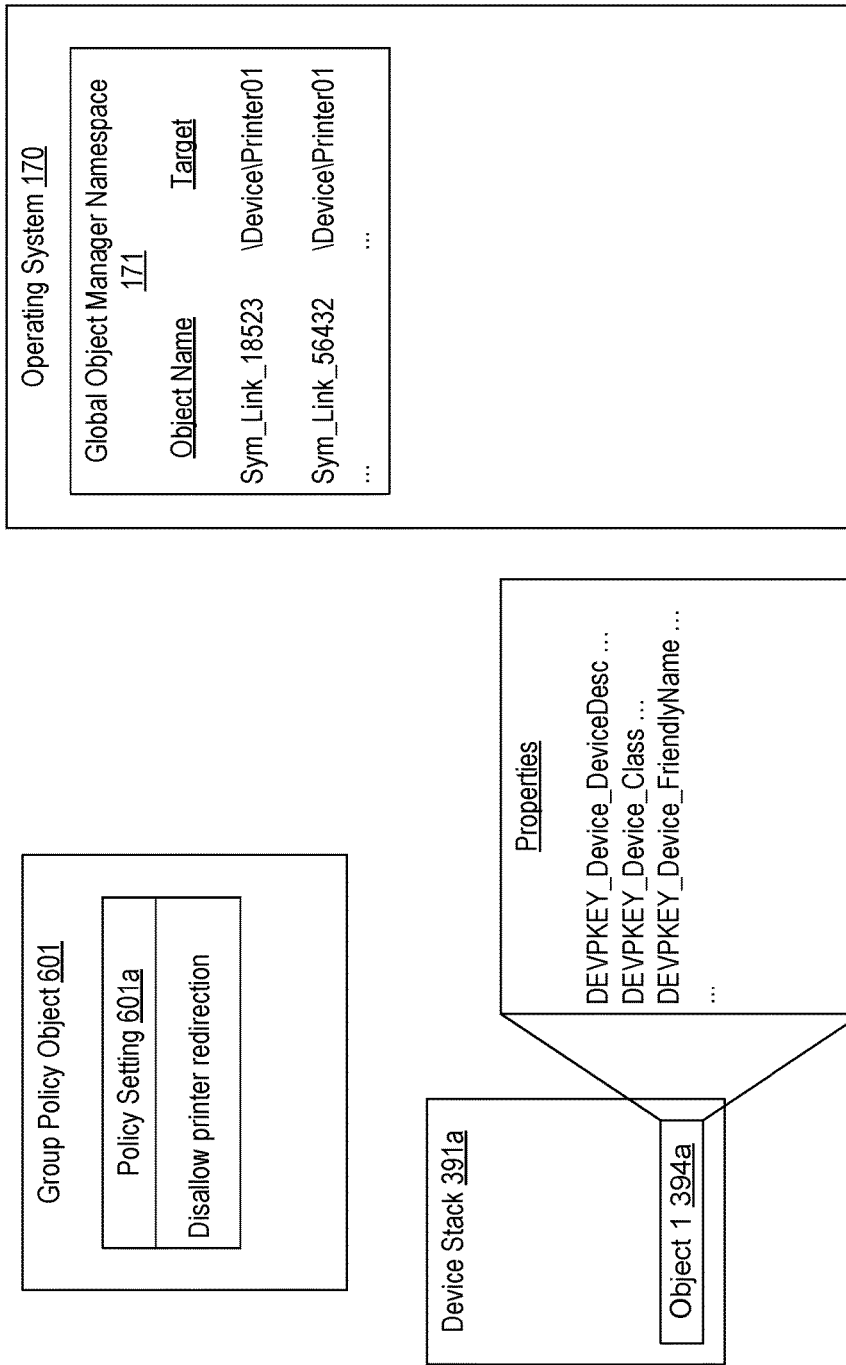 Group Policy Object 601
Policy Setting 601a
Disallow printer redirection
Device Stack 391a
Object 1 394a
Properties
DEVPKEY_Device_DeviceDesc ...
DEVPKEY_Device_Class ...
DEVPKEY_Device_FriendlyName ...
...
Operating System 170
Global Object Manager Namespace
171
Object Name Target
Sym_Link_18523 \Device\Printer01
Sym_Link_56432 \Device\Printer01
... ...